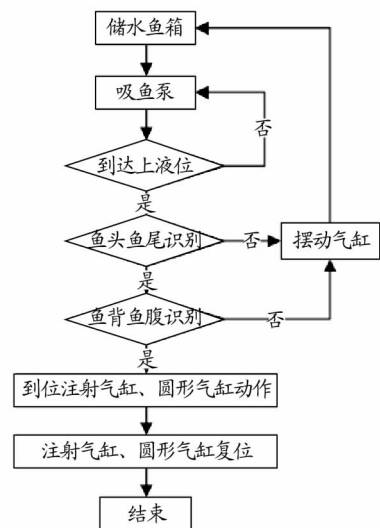 储水鱼箱
吸鱼泵
否
到达上液位
是
鱼头鱼尾识别
否
摆动气缸
是
鱼背鱼腹识别
否
是
到位注射气缸、圆形气缸动作
注射气缸、圆形气缸复位
结束